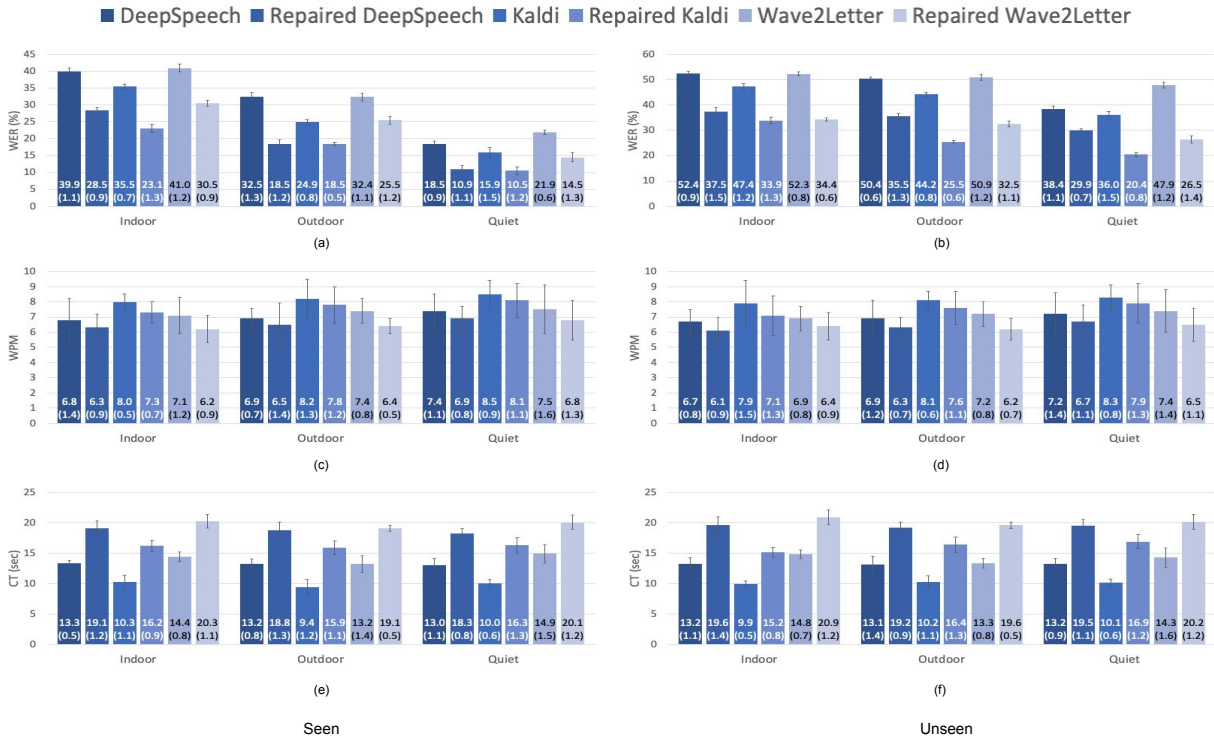 DeepSpeech Repaired DeepSpeech Kaldi Repaired Kaldi Wave2Letter Repaired Wave2Letter
WER (%)
45
40
35
30
25
20
15
10
5
0
39.9 28.5 35.5 23.1 41.0 30.5 32.5 18.5 24.9 18.5 32.4 25.5 18.5 10.9 15.9 10.5 21.9 14.5
(1.1) (0.9) (0.7) (1.3) (1.2) (0.9) (1.3) (1.2) (0.8) (0.5) (1.1) (1.2) (0.9) (1.1) (1.5) (1.2) (0.6) (1.3)
Indoor Outdoor Quiet
(a)
WER (%)
60
50
40
30
20
10
0
52.4 37.5 47.4 33.9 52.3 34.4 50.4 35.5 44.2 25.5 50.9 32.5 38.4 29.9 36.0 20.4 47.9 26.5
(0.9) (1.5) (1.2) (1.3) (0.8) (0.6) (0.6) (1.3) (0.8) (0.6) (1.2) (1.1) (1.1) (0.7) (1.5) (0.8) (1.2) (1.4)
Indoor Outdoor Quiet
(b)
WPM
10
9
8
7
6
5
4
3
2
1
0
6.8 6.3 8.0 7.3 7.1 6.2 6.9 6.5 8.2 7.8 7.4 6.4 7.4 6.9 8.5 8.1 7.5 6.8
(1.4) (0.9) (0.5) (0.7) (1.2) (0.9) (0.7) (1.4) (1.3) (1.2) (0.8) (0.5) (1.1) (0.8) (0.9) (1.1) (1.6) (1.3)
Indoor Outdoor Quiet
(c)
WPM
10
9
8
7
6
5
4
3
2
1
0
6.7 6.1 7.9 7.1 6.9 6.4 6.9 6.3 8.1 7.6 7.2 6.2 7.2 6.7 8.3 7.9 7.4 6.5
(0.8) (0.9) (1.5) (1.3) (0.8) (0.9) (1.2) (0.7) (0.6) (1.1) (0.8) (0.7) (1.4) (1.1) (0.8) (1.3) (1.4) (1.1)
Indoor Outdoor Quiet
(d)
CT (sec)
25
20
15
10
5
0
13.3 19.1 10.3 16.2 14.4 20.3 13.2 18.8 9.4 15.9 13.2 19.1 13.0 18.3 10.0 16.3 14.9 20.1
(0.5) (1.2) (1.1) (0.9) (0.8) (1.1) (0.8) (1.3) (1.2) (1.1) (1.4) (0.5) (1.1) (0.8) (0.6) (1.3) (1.5) (1.2)
Indoor Outdoor Quiet
(e)
CT (sec)
25
20
15
10
5
0
13.2 19.6 9.9 15.2 14.8 20.9 13.1 19.2 10.2 16.4 13.3 19.6 13.2 19.5 10.1 16.9 14.3 20.2
(1.1) (1.4) (0.5) (0.8) (0.7) (1.2) (1.4) (0.9) (1.1) (1.3) (0.8) (0.5) (0.9) (1.1) (0.6) (1.2) (1.6) (1.2)
Indoor Outdoor Quiet
(f)
Seen Unseen